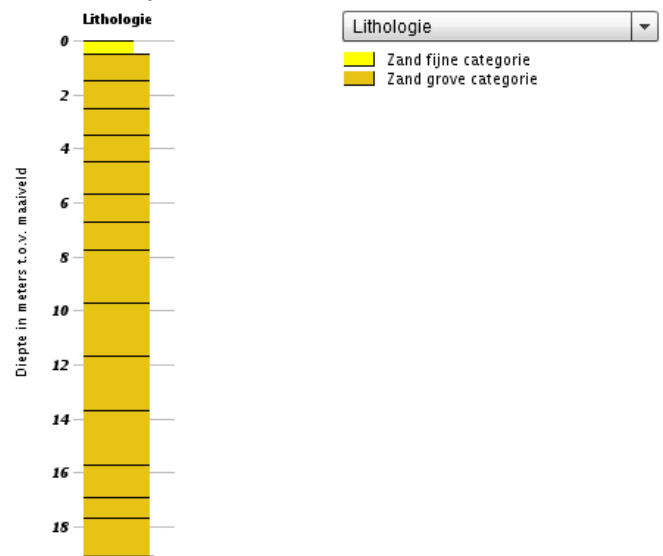 Lithologie
0
2
4
6
8
10
12
14
16
18
Diepte in meters t.o.v. maaiveld
Lithologie
Zand fijne categorie
Zand grove categorie